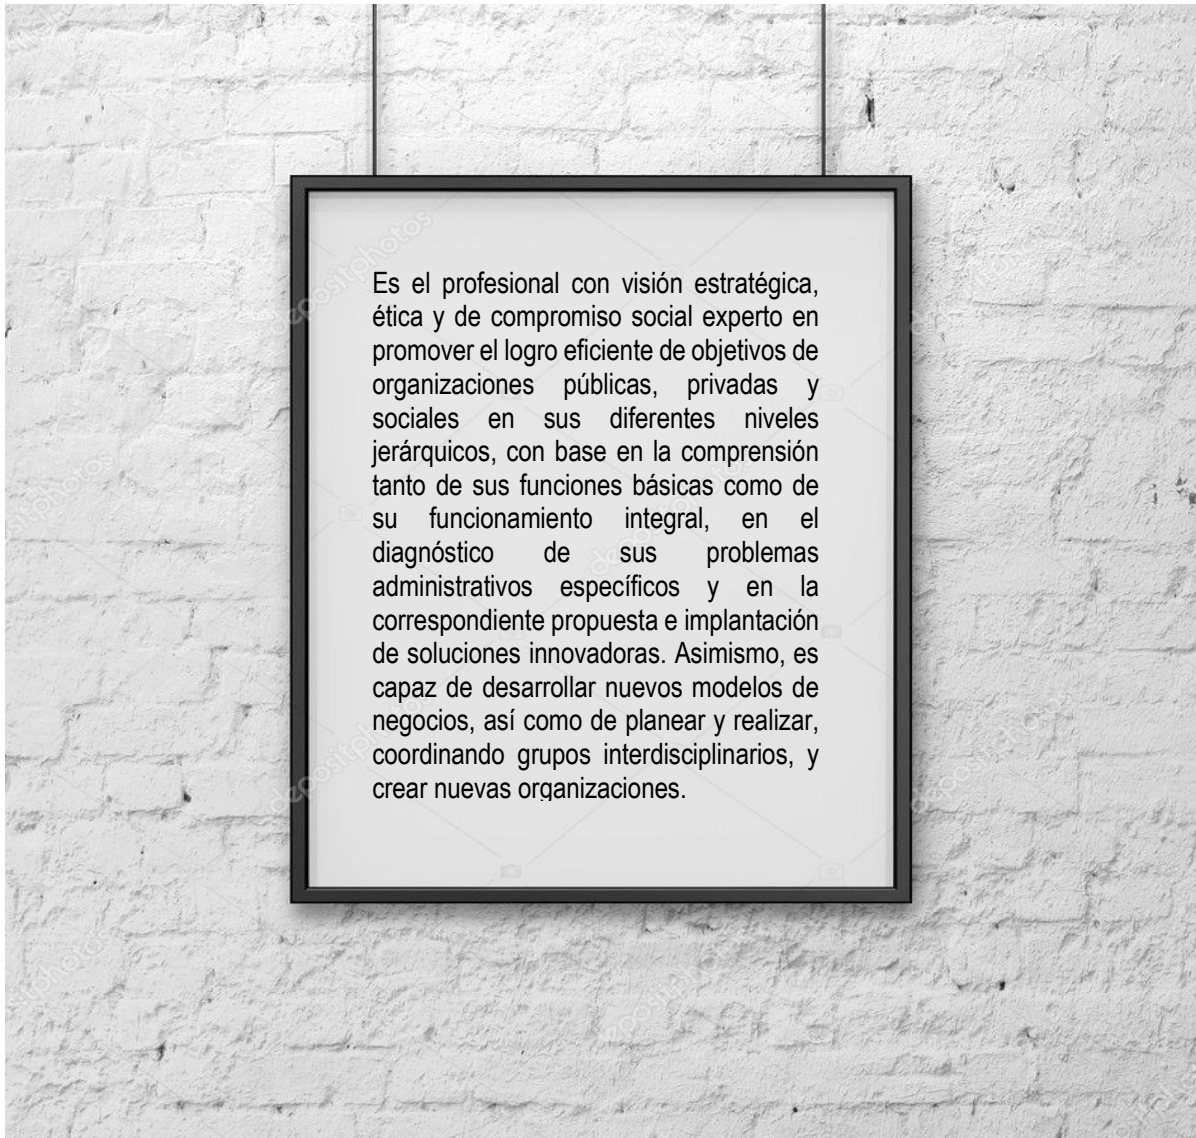 Es el profesional con visión estratégica,
ética y de compromiso social experto en
promover el logro eficiente de objetivos de
organizaciones públicas, privadas y
sociales en sus diferentes niveles
jerárquicos, con base en la comprensión
tanto de sus funciones básicas como de
su funcionamiento integral, en el
diagnóstico de sus problemas
administrativos específicos y en la
correspondiente propuesta e implantación
de soluciones innovadoras. Asimismo, es
capaz de desarrollar nuevos modelos de
negocios, así como de planear y realizar,
coordinando grupos interdisciplinarios, y
crear nuevas organizaciones.
depositphotos